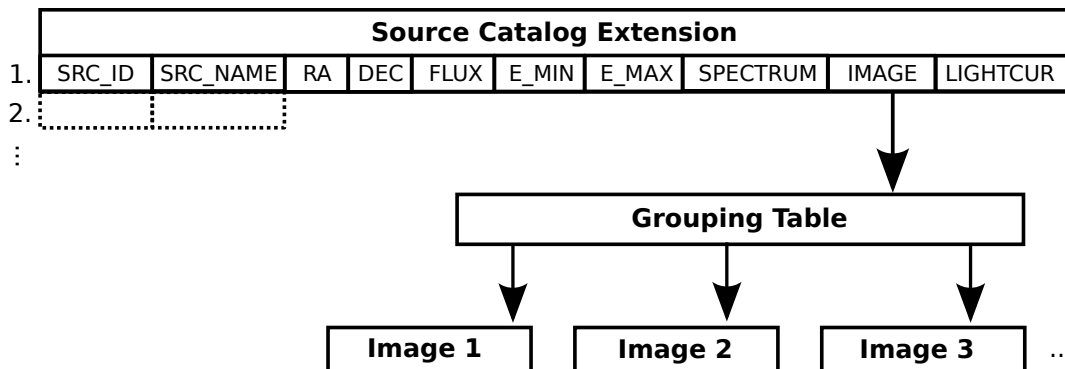 Source Catalog Extension
1. SRC_ID SRC_NAME RA DEC FLUX E_MIN E_MAX SPECTRUM IMAGE LIGHTCUR
2.
⋮
Grouping Table
Image 1 Image 2 Image 3 ...